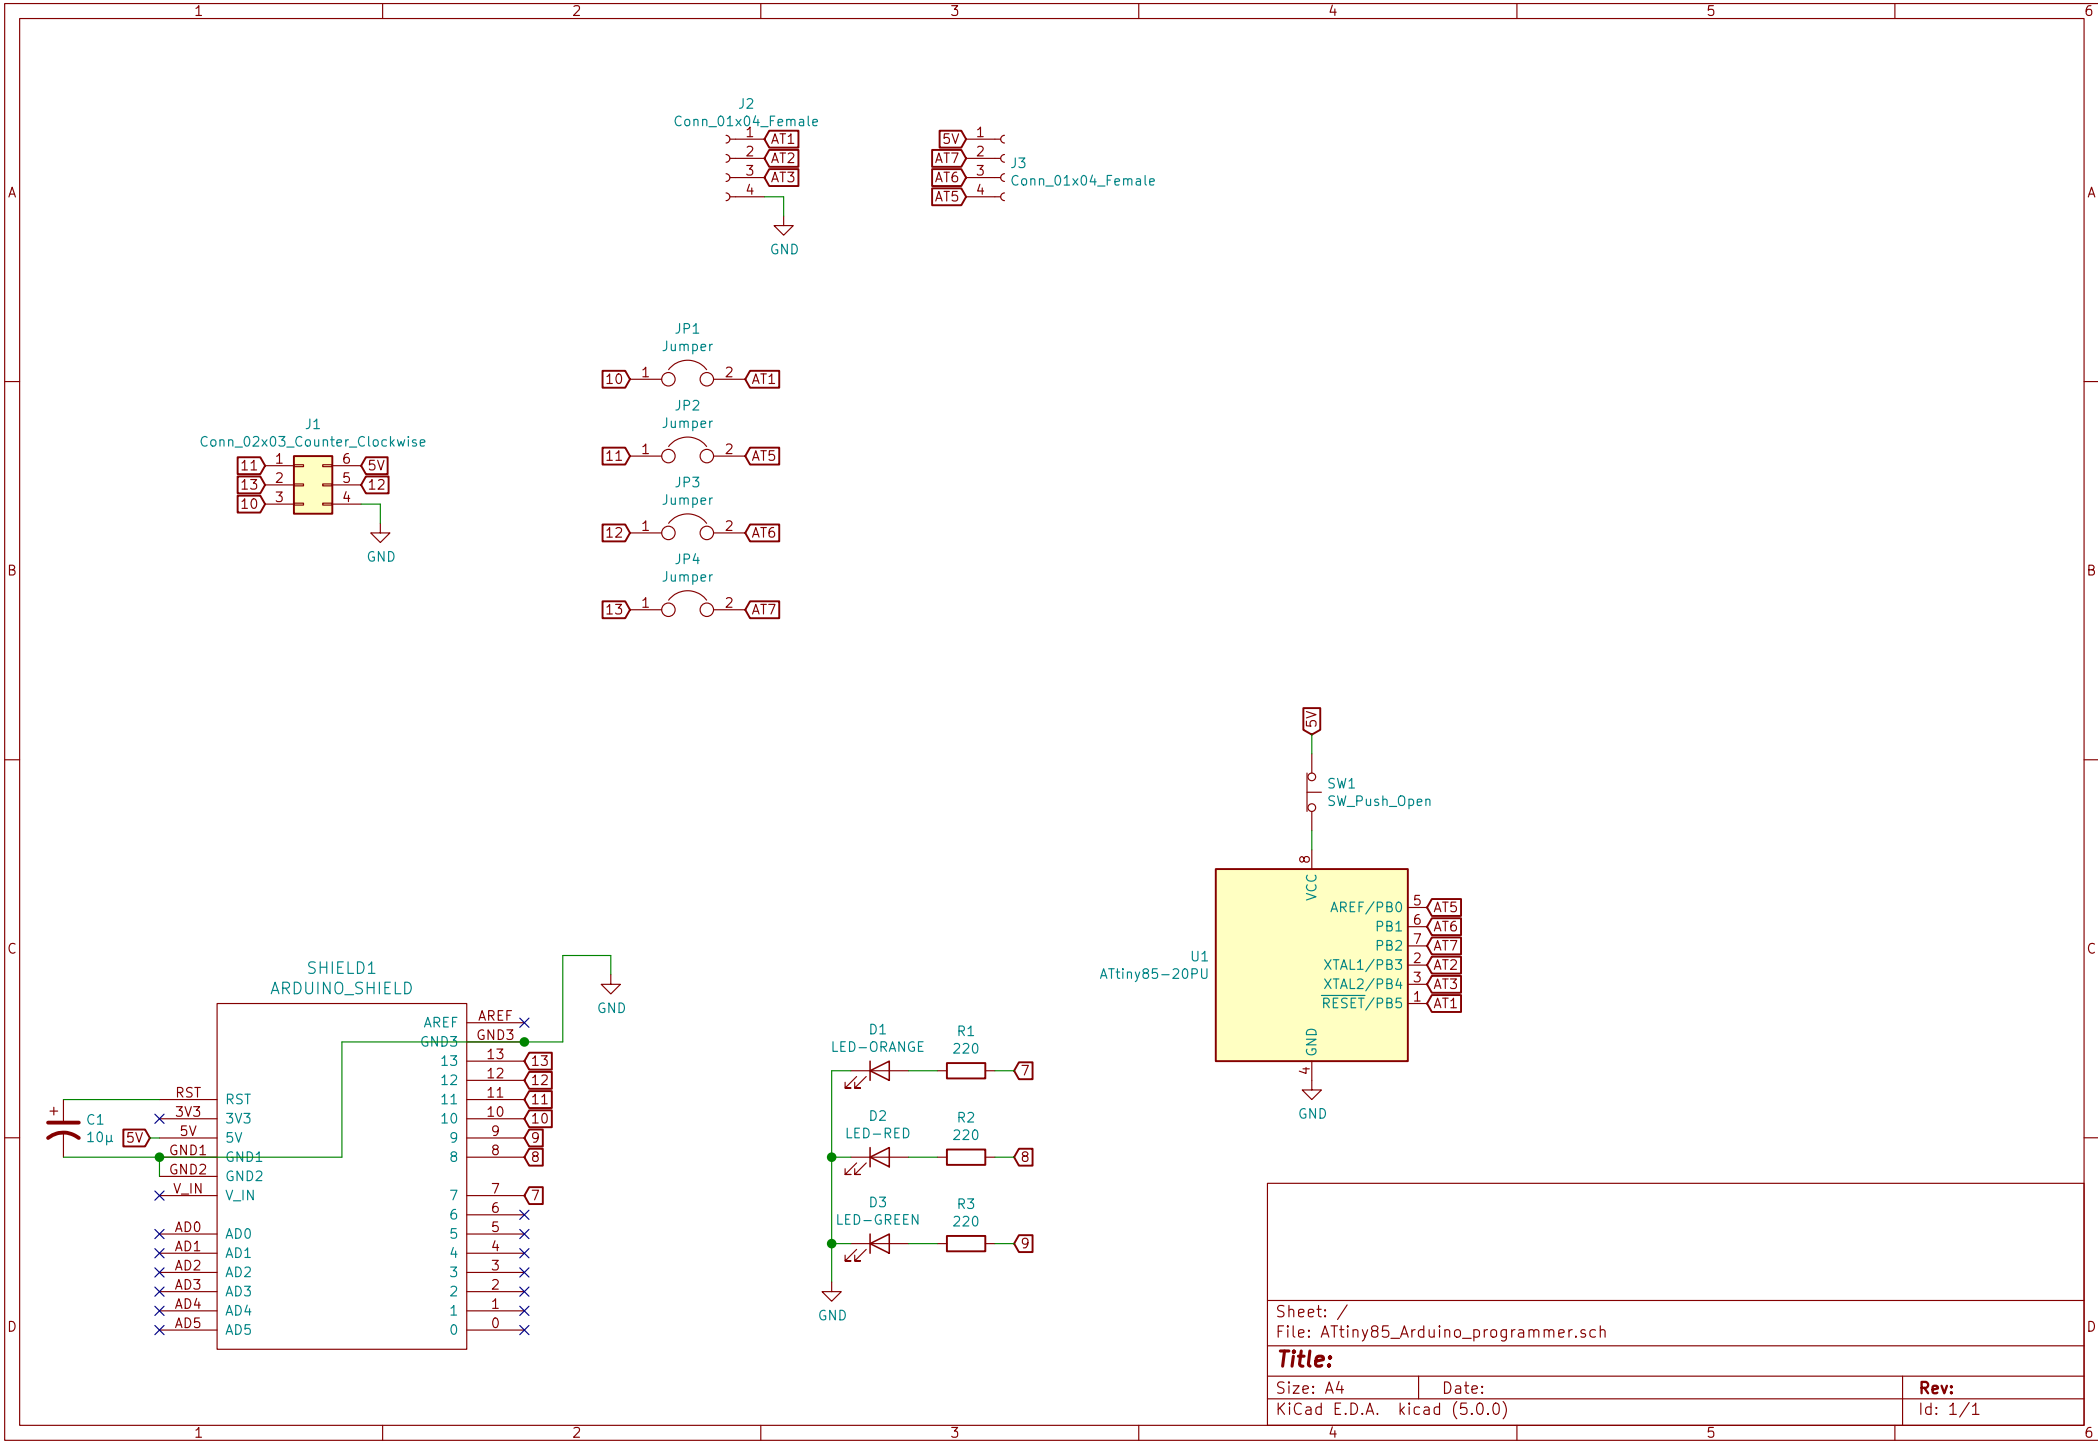 1 2 3 4 5 6
A A
B B
C C
D D
J2
Conn_01x04_Female
1 AT1
2 AT2
3 AT3
4
GND
5V 1
AT7 2
AT6 3
AT5 4
J3
Conn_01x04_Female
JP1
Jumper
10 1 2 AT1
JP2
Jumper
11 1 2 AT5
JP3
Jumper
12 1 2 AT6
JP4
Jumper
13 1 2 AT7
J1
Conn_02x03_Counter_Clockwise
11 1 6 5V
13 2 5 12
10 3 4
GND
5V
SW1
SW_Push_Open
8
VCC
U1
ATtiny85-20PU
AREF/PB0 5 AT5
PB1 6 AT6
PB2 7 AT7
XTAL1/PB3 2 AT2
XTAL2/PB4 3 AT3
RESET/PB5 1 AT1
GND
4
GND
SHIELD1
ARDUINO_SHIELD
GND
AREF AREF
GND3 GND3
13 13 13
12 12 12
11 11 11
10 10 10
9 9 9
8 8 8
7 7 7
6 6
5 5
4 4
3 3
2 2
1 1
0 0
RST RST
3V3 3V3
5V 5V 5V
GND1 GND1
GND2 GND2
V_IN V_IN
AD0 AD0
AD1 AD1
AD2 AD2
AD3 AD3
AD4 AD4
AD5 AD5
+
C1
10µ
D1
LED-ORANGE
R1
220
7
D2
LED-RED
R2
220
8
D3
LED-GREEN
R3
220
9
GND
Sheet: /
File: ATtiny85_Arduino_programmer.sch
Title:
Size: A4 Date: Rev:
KiCad E.D.A. kicad (5.0.0) Id: 1/1
1 2 3 4 5 6